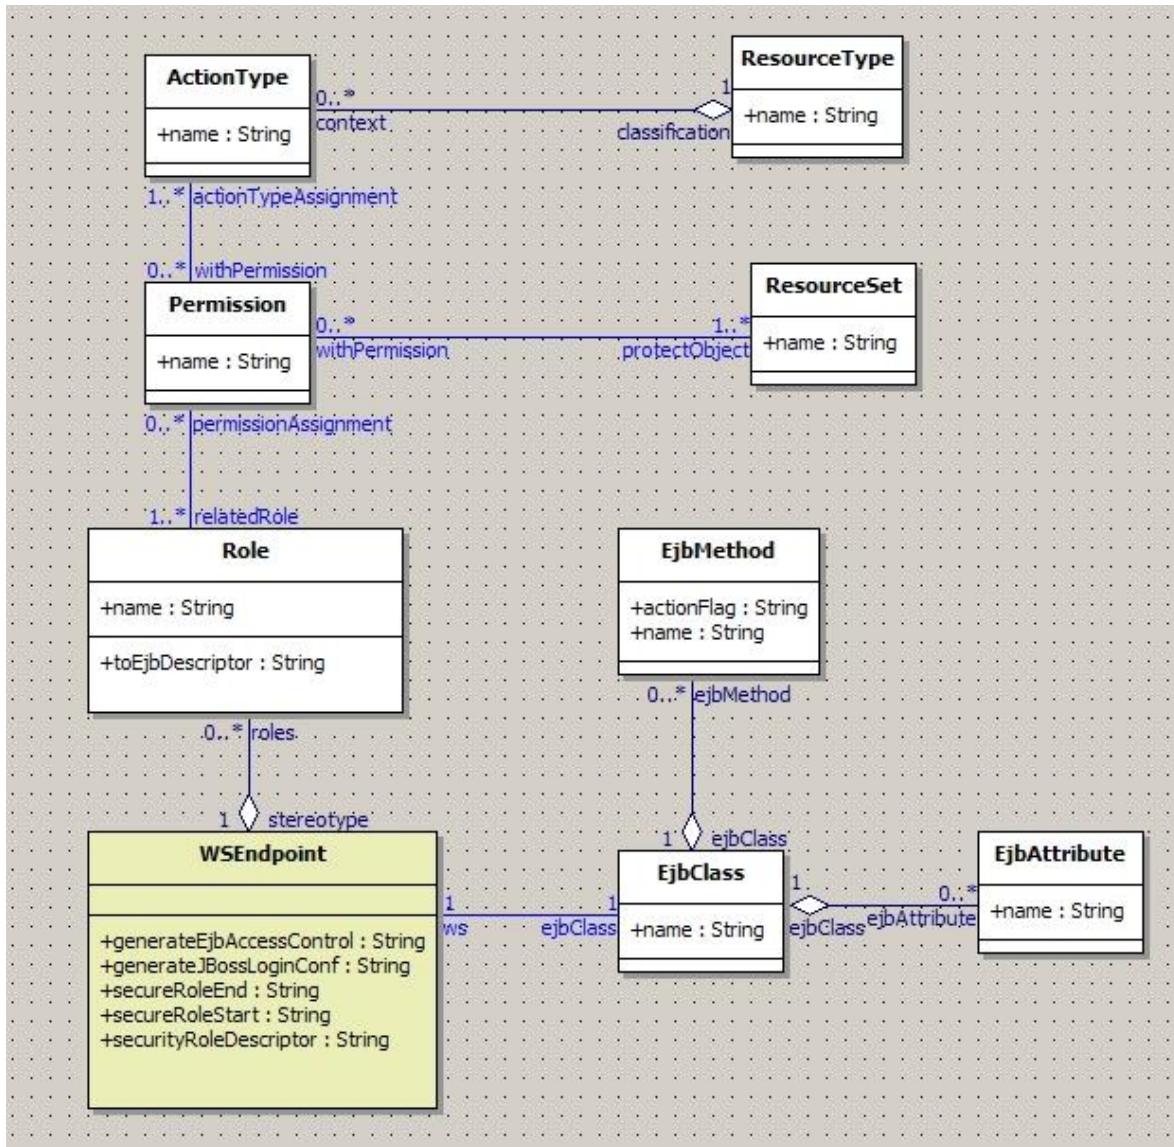 ActionType
+name : String
0..*
context
1
classification
ResourceType
+name : String
1..* actionTypeAssignment
0..* withPermission
Permission
+name : String
0..*
withPermission
1..*
protectObject
ResourceSet
+name : String
0..* permissionAssignment
1..* relatedRole
Role
+name : String
+toEjbDescriptor : String
EjbMethod
+actionFlag : String
+name : String
0..* ejbMethod
0..* roles
1 stereotype
WSEndpoint
+generateEjbAccessControl : String
+generateJBossLoginConf : String
+secureRoleEnd : String
+secureRoleStart : String
+securityRoleDescriptor : String
1
ws
1
ejbClass
1 ejbClass
EjbClass
+name : String
1
ejbClass
0..*
ejbAttribute
EjbAttribute
+name : String